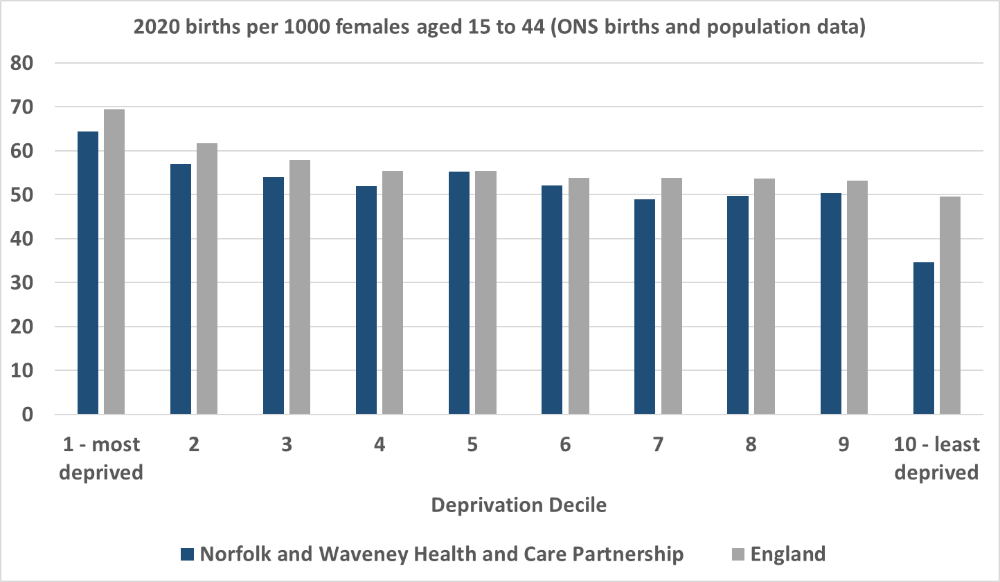 2020 births per 1000 females aged 15 to 44 (ONS births and population data)
80
70
60
50
40
30
20
10
0
1 - most deprived
2
3
4
5
6
7
8
9
10 - least deprived
Deprivation Decile
Norfolk and Waveney Health and Care Partnership
England